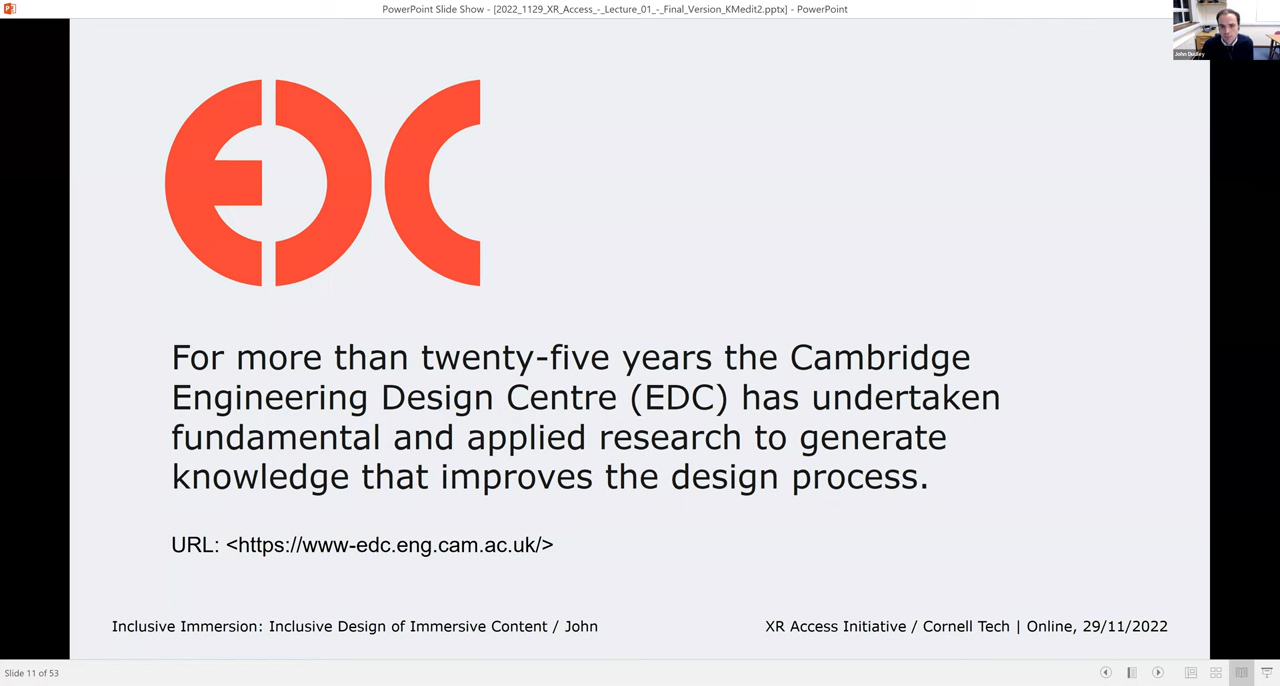 PowerPoint Slide Show - [2022_1129_XR_Access_-_Lecture_01_-_Final_Version_KMedit2.pptx] - PowerPoint
John Dudley
EDC
For more than twenty-five years the Cambridge
Engineering Design Centre (EDC) has undertaken
fundamental and applied research to generate
knowledge that improves the design process.
URL: <https://www-edc.eng.cam.ac.uk/>
Inclusive Immersion: Inclusive Design of Immersive Content / John
XR Access Initiative / Cornell Tech | Online, 29/11/2022
Slide 11 of 53